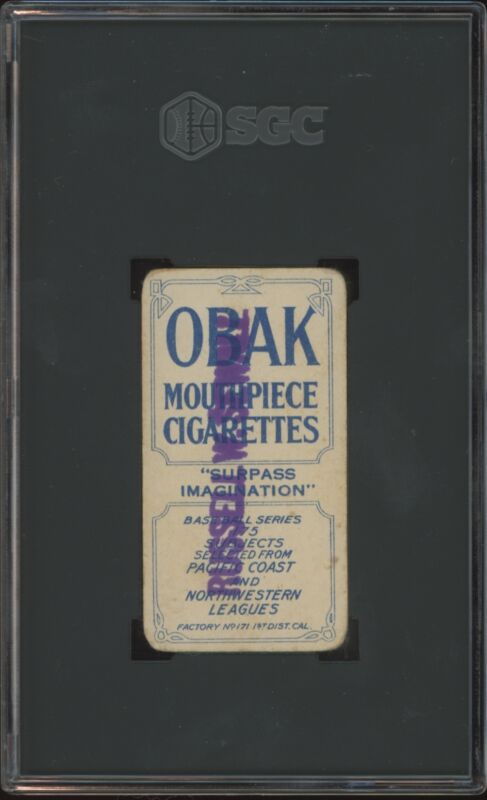 SGC
OBAK
MOUTHPIECE
CIGARETTES
"SURPASS
IMAGINATION"
BASEBALL SERIES
175
SUBJECTS
SELECTED FROM
PACIFIC COAST
AND
NORTHWESTERN
LEAGUES
FACTORY Nº 171 1ST DIST. CAL.
RUSSELL